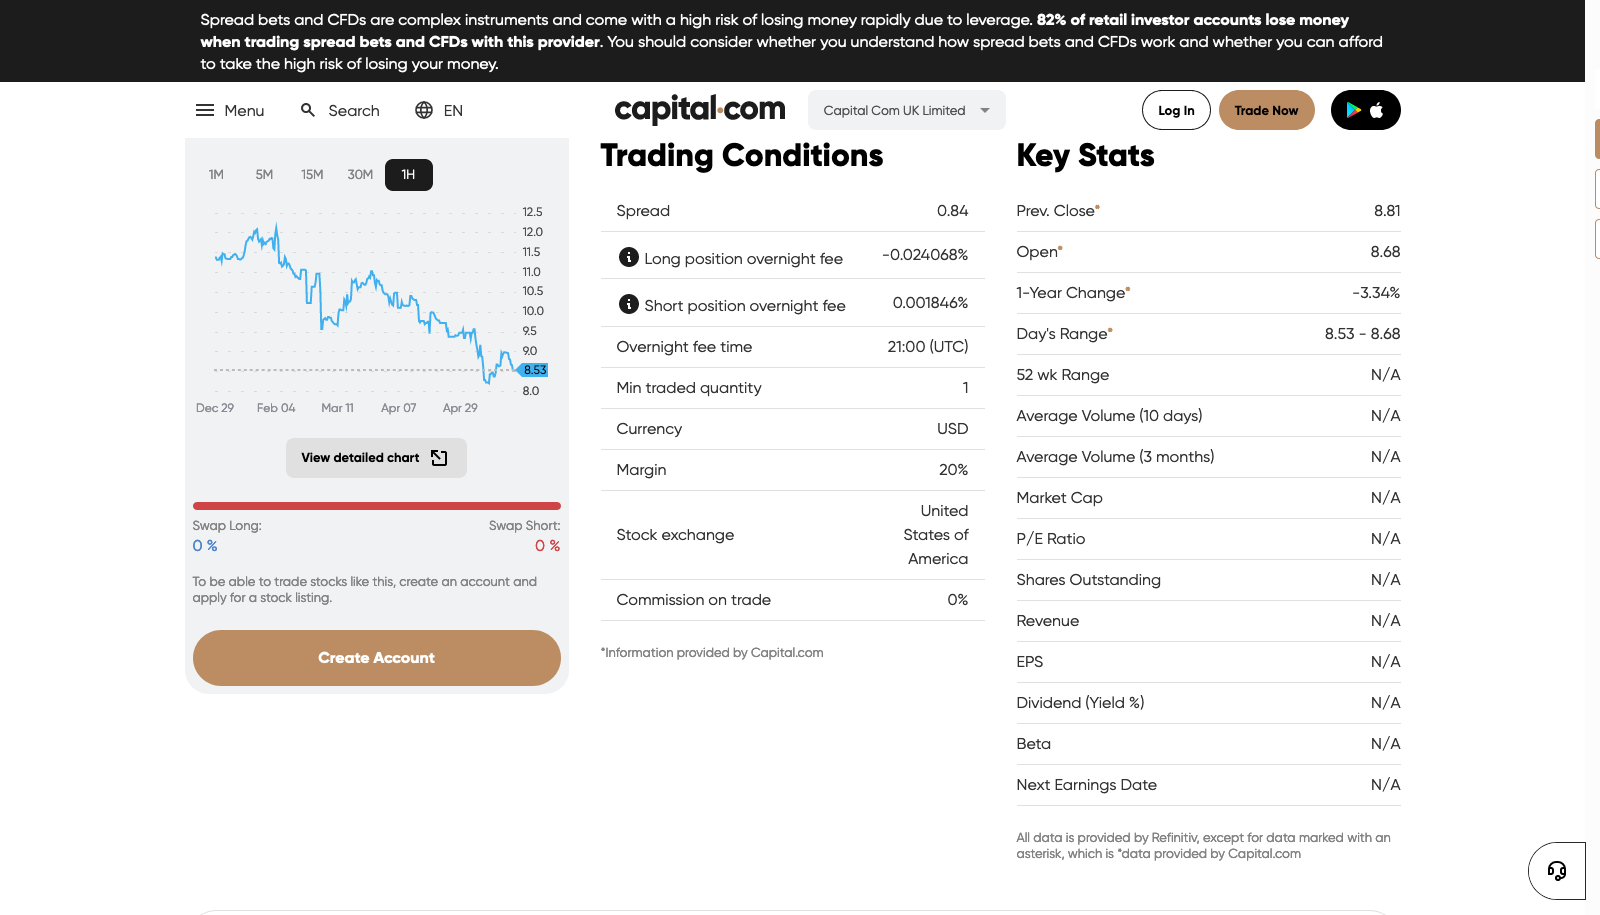 Spread bets and CFDs are complex instruments and come with a high risk of losing money rapidly due to leverage. 82% of retail investor accounts lose money
when trading spread bets and CFDs with this provider. You should consider whether you understand how spread bets and CFDs work and whether you can afford
to take the high risk of losing your money.
Menu Search EN capital.com Capital Com UK Limited Log In Trade Now
1M 5M 15M 30M 1H
12.5
12.0
11.5
11.0
10.5
10.0
9.5
9.0
8.53
8.0
Dec 29 Feb 04 Mar 11 Apr 07 Apr 29
View detailed chart
Swap Long: Swap Short:
0 % 0 %
To be able to trade stocks like this, create an account and
apply for a stock listing.
Create Account
Trading Conditions
Spread 0.84
Long position overnight fee -0.024068%
Short position overnight fee 0.001846%
Overnight fee time 21:00 (UTC)
Min traded quantity 1
Currency USD
Margin 20%
Stock exchange United
States of
America
Commission on trade 0%
*Information provided by Capital.com
Key Stats
Prev. Close* 8.81
Open* 8.68
1-Year Change* -3.34%
Day's Range* 8.53 - 8.68
52 wk Range N/A
Average Volume (10 days) N/A
Average Volume (3 months) N/A
Market Cap N/A
P/E Ratio N/A
Shares Outstanding N/A
Revenue N/A
EPS N/A
Dividend (Yield %) N/A
Beta N/A
Next Earnings Date N/A
All data is provided by Refinitiv, except for data marked with an
asterisk, which is *data provided by Capital.com